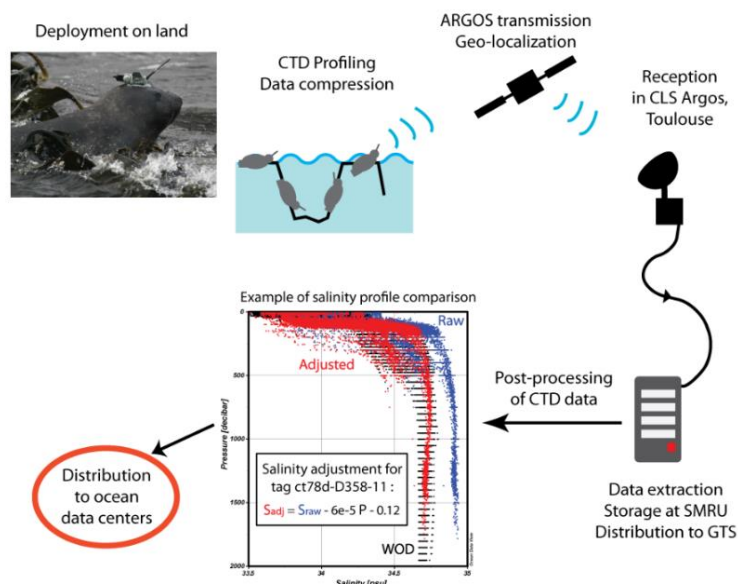 Deployment on land
CTD Profiling
Data compression
ARGOS transmission
Geo-localization
Reception
in CLS Argos,
Toulouse
Data extraction
Storage at SMRU
Distribution to GTS
Post-processing
of CTD data
Example of salinity profile comparison
Raw
Adjusted
Pressure [decibar]
0
500
1000
1500
2000
Salinity adjustment for
tag ct78d-D358-11 :
Sadj = Sraw - 6e-5 P - 0.12
WOD
33.5
34
34.5
35
Salinity [psu]
Distribution
to ocean
data centers